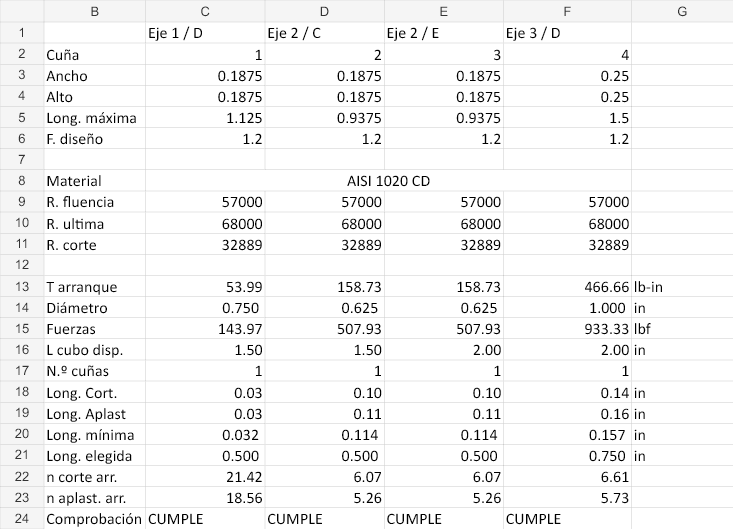 B C D E F G
1 Eje 1 / D Eje 2 / C Eje 2 / E Eje 3 / D
2 Cuña 1 2 3 4
3 Ancho 0.1875 0.1875 0.1875 0.25
4 Alto 0.1875 0.1875 0.1875 0.25
5 Long. máxima 1.125 0.9375 0.9375 1.5
6 F. diseño 1.2 1.2 1.2 1.2
7
8 Material AISI 1020 CD
9 R. fluencia 57000 57000 57000 57000
10 R. ultima 68000 68000 68000 68000
11 R. corte 32889 32889 32889 32889
12
13 T arranque 53.99 158.73 158.73 466.66 lb-in
14 Diámetro 0.750 0.625 0.625 1.000 in
15 Fuerzas 143.97 507.93 507.93 933.33 lbf
16 L cubo disp. 1.50 1.50 2.00 2.00 in
17 N.º cuñas 1 1 1 1
18 Long. Cort. 0.03 0.10 0.10 0.14 in
19 Long. Aplast 0.03 0.11 0.11 0.16 in
20 Long. mínima 0.032 0.114 0.114 0.157 in
21 Long. elegida 0.500 0.500 0.500 0.750 in
22 n corte arr. 21.42 6.07 6.07 6.61
23 n aplast. arr. 18.56 5.26 5.26 5.73
24 Comprobación CUMPLE CUMPLE CUMPLE CUMPLE